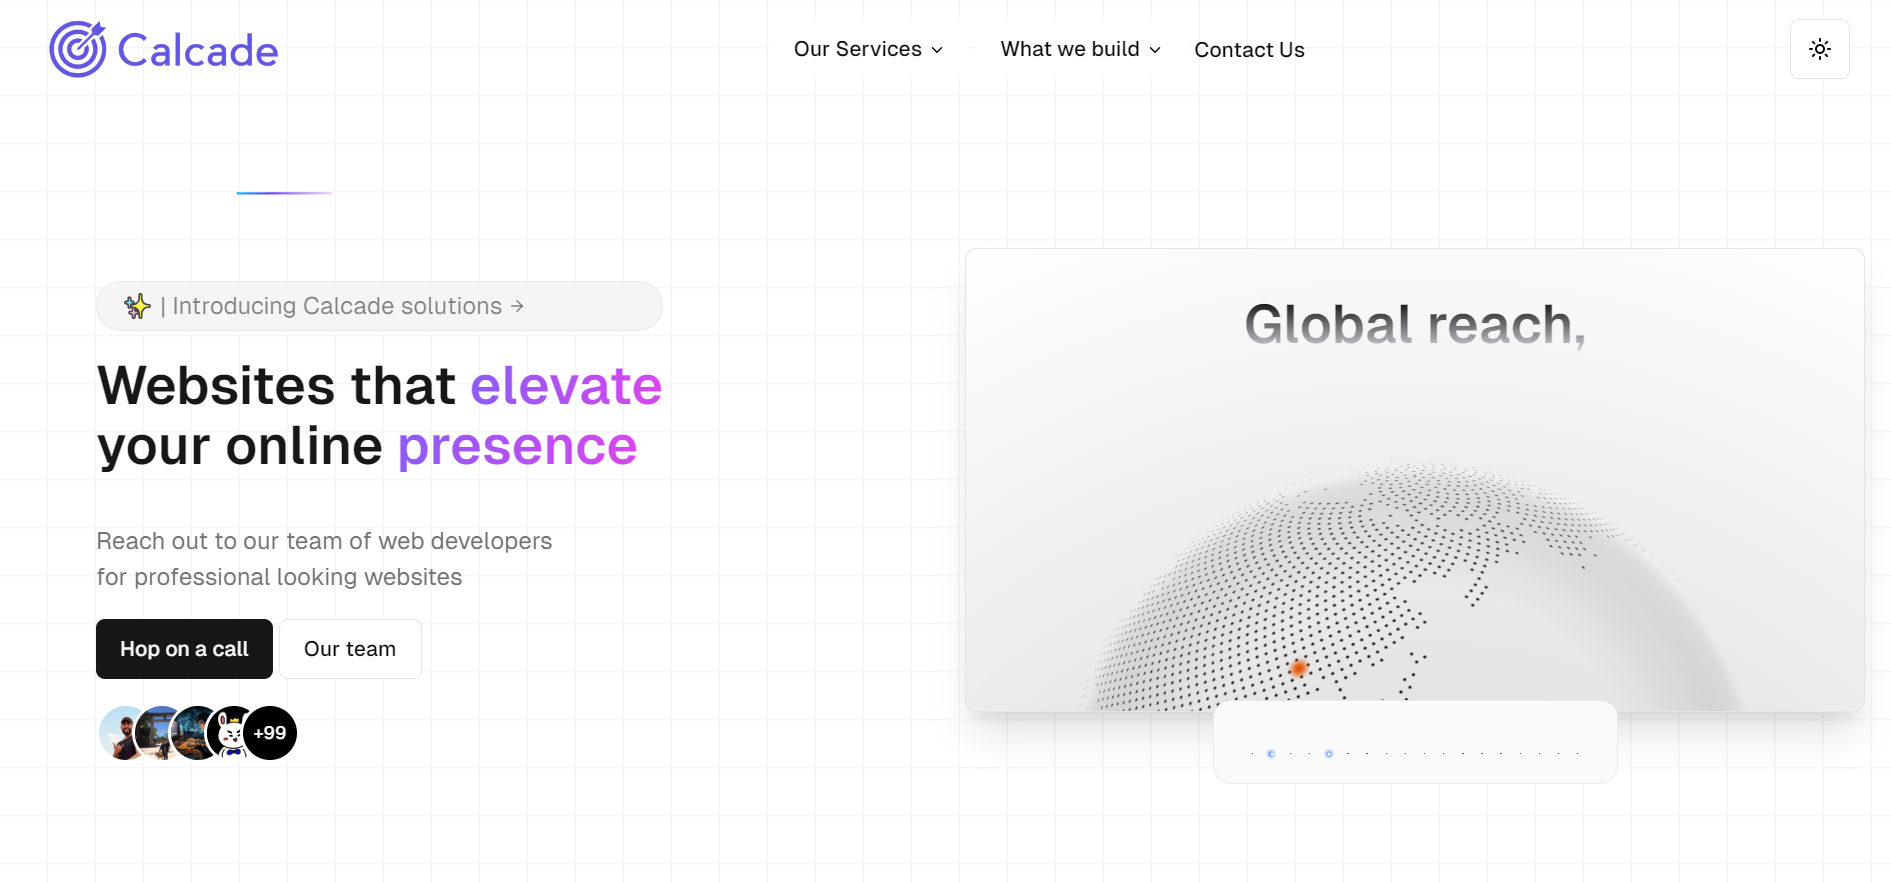 Calcade
Our Services
What we build
Contact Us
| Introducing Calcade solutions →
Websites that elevate
your online presence
Reach out to our team of web developers
for professional looking websites
Hop on a call
Our team
+99
Global reach,